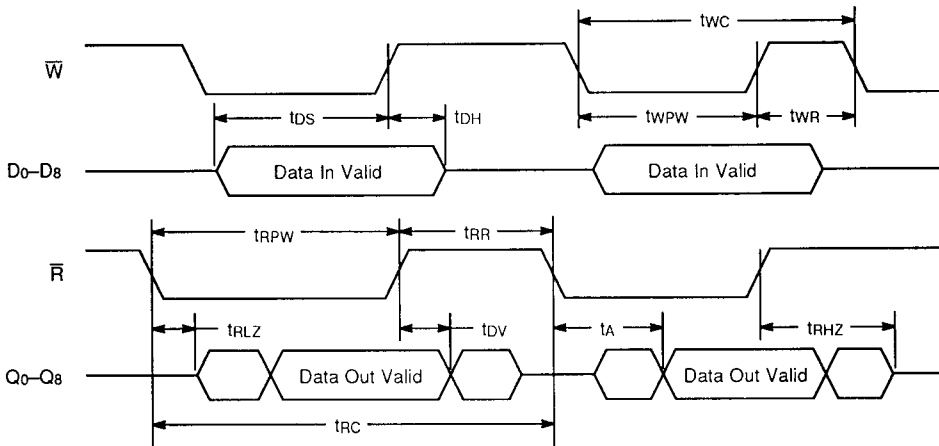 tWC
W
tDS
tDH
tWPW
tWR
D0–D8
Data In Valid
Data In Valid
tRPW
tRR
R
tRLZ
tDV
tA
tRHZ
Q0–Q8
Data Out Valid
Data Out Valid
tRC